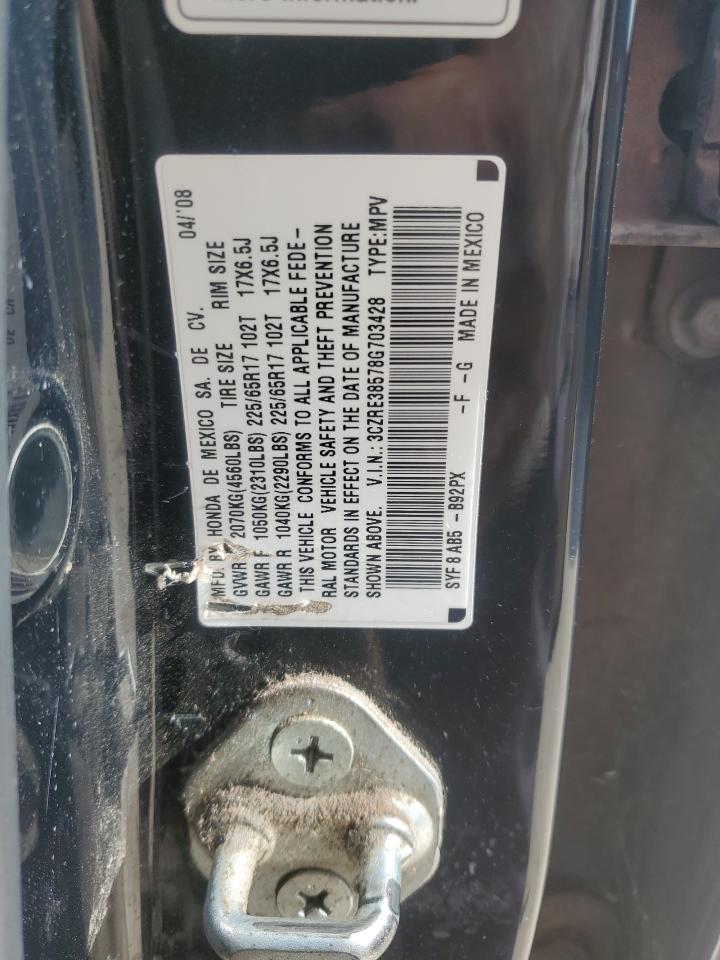 more information.
MFD. BY HONDA DE MEXICO SA. DE CV. 04/'08
GVWR 2070KG(4560LBS) TIRE SIZE RIM SIZE
GAWR F 1050KG(2310LBS) 225/65R17 102T 17X6.5J
GAWR R 1040KG(2290LBS) 225/65R17 102T 17X6.5J
THIS VEHICLE CONFORMS TO ALL APPLICABLE FEDE-
RAL MOTOR VEHICLE SAFETY AND THEFT PREVENTION
STANDARDS IN EFFECT ON THE DATE OF MANUFACTURE
SHOWN ABOVE. V.I.N.: 3CZRE38578G703428 TYPE:MPV
SYF 8 AB5 - B92PX -F -G MADE IN MEXICO